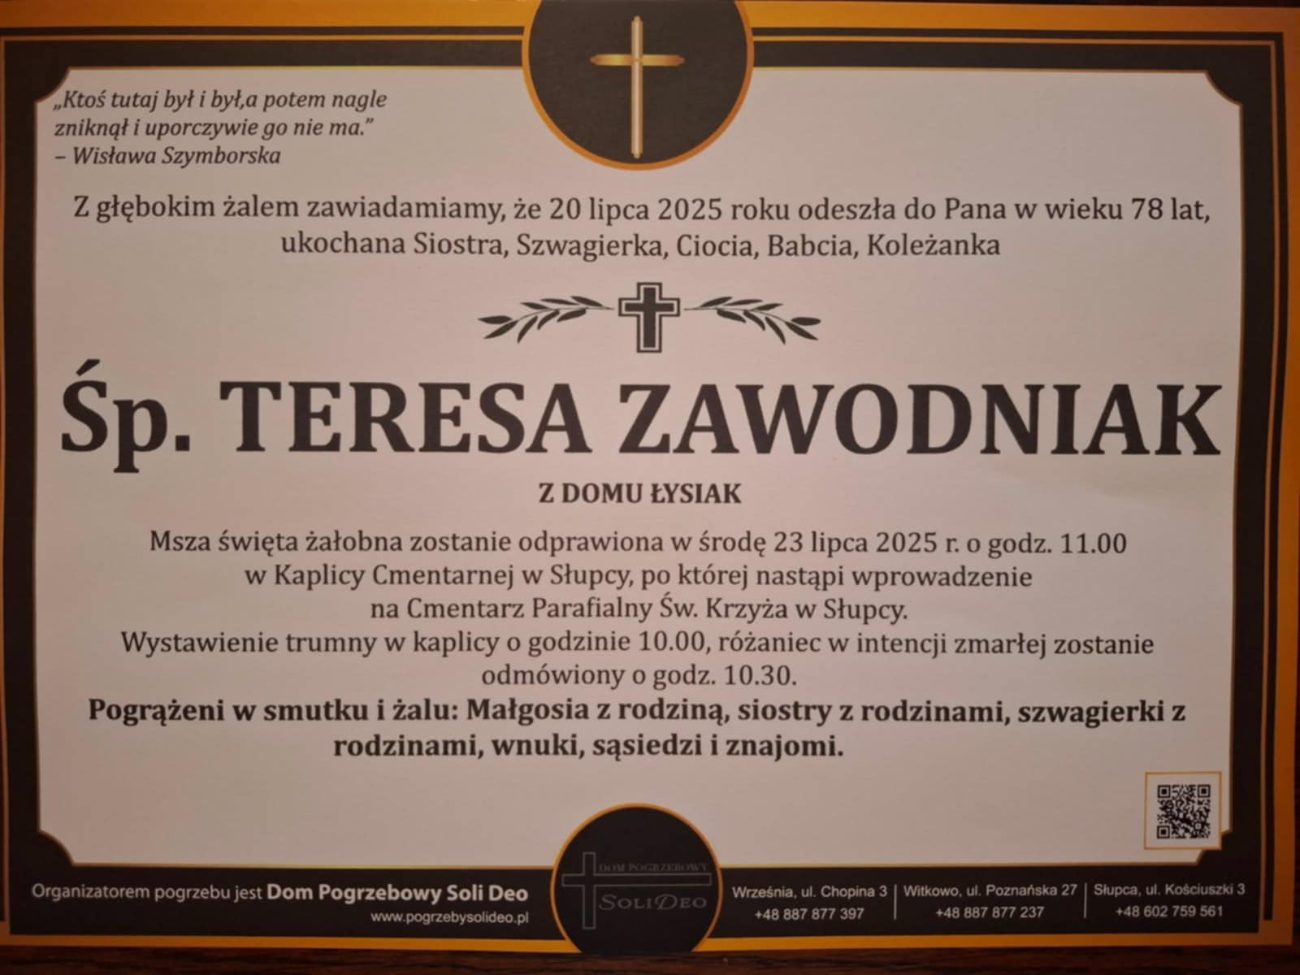 „Ktoś tutaj był i był,a potem nagle
zniknął i uporczywie go nie ma.”
– Wisława Szymborska
Z głębokim żalem zawiadamiamy, że 20 lipca 2025 roku odeszła do Pana w wieku 78 lat,
ukochana Siostra, Szwagierka, Ciocia, Babcia, Koleżanka
Śp. TERESA ZAWODNIAK
Z DOMU ŁYSIAK
Msza święta żałobna zostanie odprawiona w środę 23 lipca 2025 r. o godz. 11.00
w Kaplicy Cmentarnej w Słupcy, po której nastąpi wprowadzenie
na Cmentarz Parafialny Św. Krzyża w Słupcy.
Wystawienie trumny w kaplicy o godzinie 10.00, różaniec w intencji zmarłej zostanie
odmówiony o godz. 10.30.
Pogrążeni w smutku i żalu: Małgosia z rodziną, siostry z rodzinami, szwagierki z
rodzinami, wnuki, sąsiedzi i znajomi.
Organizatorem pogrzebu jest Dom Pogrzebowy Soli Deo
www.pogrzebysolideo.pl
DOM POGRZEBOWY
SOLI DEO
Września, ul. Chopina 3
+48 887 877 397
Witkowo, ul. Poznańska 27
+48 887 877 237
Słupca, ul. Kościuszki 3
+48 602 759 561